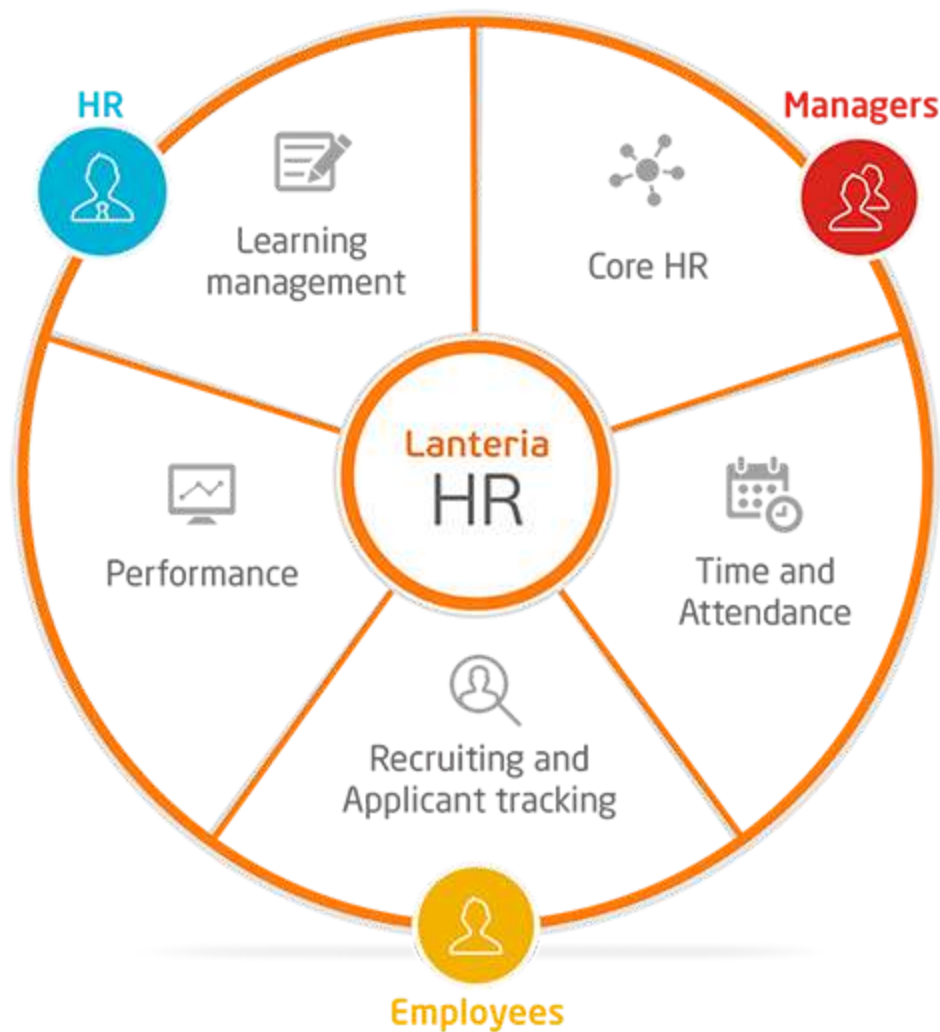 HR
Managers
Learning
management
Core HR
Lanteria
HR
Performance
Time and
Attendance
Recruiting and
Applicant tracking
Employees